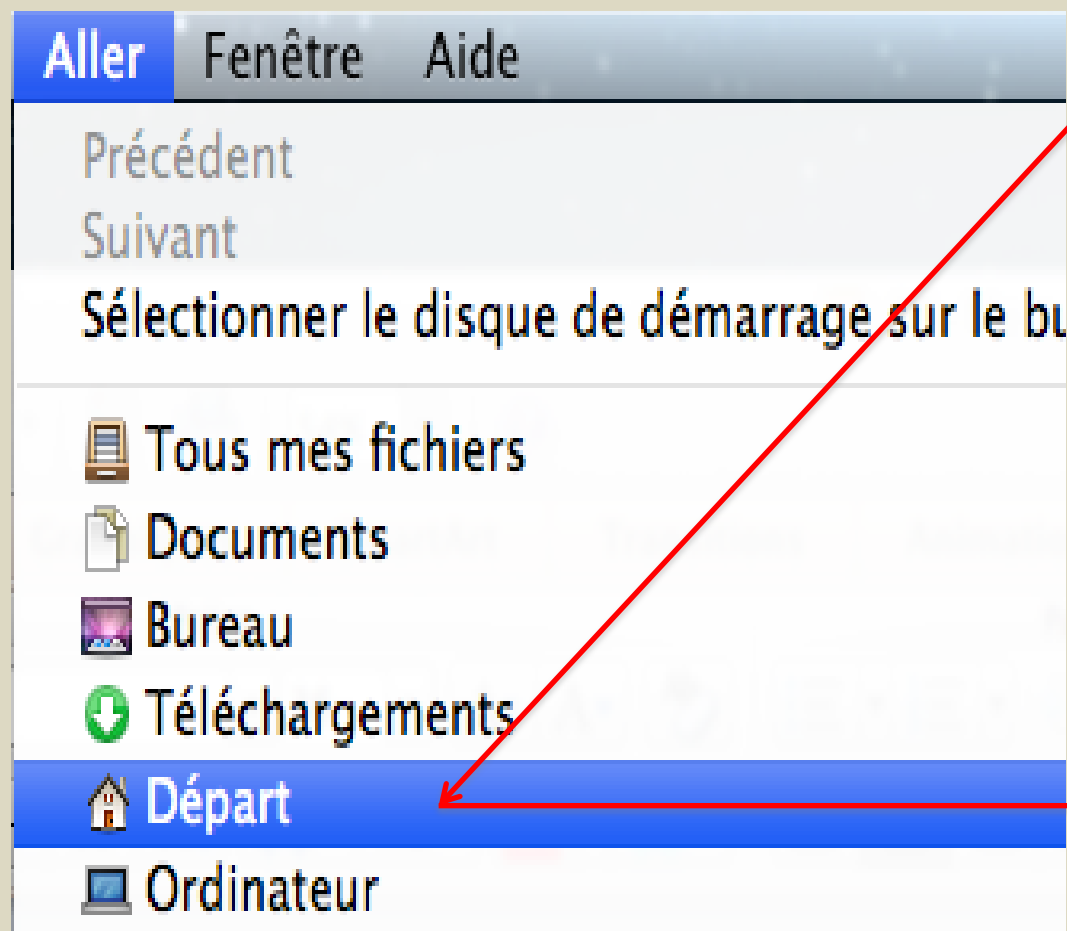 Aller Fenêtre Aide
Précédent
Suivant
Sélectionner le disque de démarrage sur le
Tous mes fichiers
Documents
Bureau
Téléchargements
Départ
Ordinateur